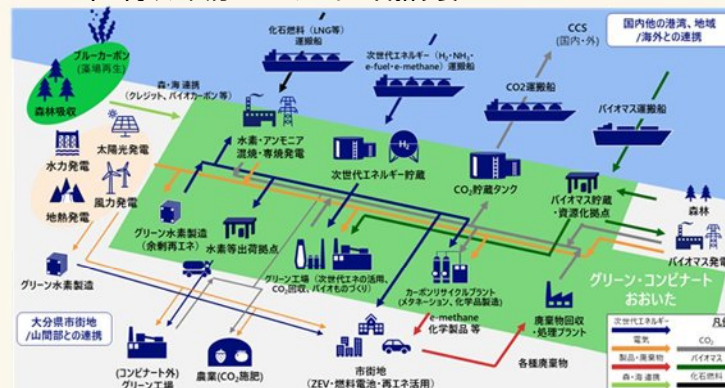 ブルーカーボン
(藻場再生)
森林吸収
森・海 連携
(クレジット、バイオカーボン 等)
化石燃料(LNG等)
運搬船
次世代エネルギー(H₂・NH₃・
e-fuel・e-methane)運搬船
CCS
(国内・外)
CO2運搬船
国内他の港湾、地域
/海外との連携
バイオマス運搬船
水力発電
太陽光発電
地熱発電
風力発電
水素・アンモニア
混焼・専焼発電
次世代エネルギー貯蔵
H₂
CO₂貯蔵タンク
バイオマス貯蔵
・資源化拠点
森林
バイオマス発電
グリーン水素製造
グリーン水素製造
(余剰再エネ)
水素等出荷拠点
グリーン工場(次世代エネの活用、
CO₂回収、バイオものづくり)
カーボンリサイクルプラント
(メタネーション、化学品製造)
廃棄物回収
・処理プラント
グリーン・コンビナート
おおいた
大分県市街地
/山間部との連携
e-methane
化学製品 等
(コンビナート外)
グリーン工場
農業(CO₂施肥)
市街地
(ZEV・燃料電池・再エネ活用)
各種廃棄物
次世代エネルギー
電気
製品・廃棄物
森・海 連携
CO₂
バイオマス
化石燃料